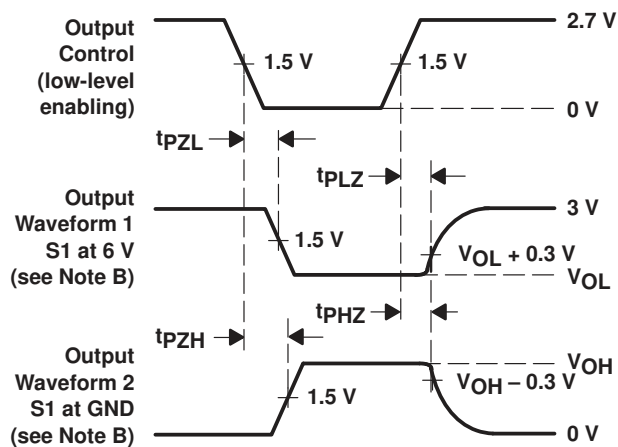 Output
Control
(low-level
enabling)
2.7 V
1.5 V
1.5 V
0 V
tPZL
tPLZ
Output
Waveform 1
S1 at 6 V
(see Note B)
3 V
1.5 V
VOL + 0.3 V
VOL
tPHZ
tPZH
Output
Waveform 2
S1 at GND
(see Note B)
VOH
VOH – 0.3 V
1.5 V
0 V